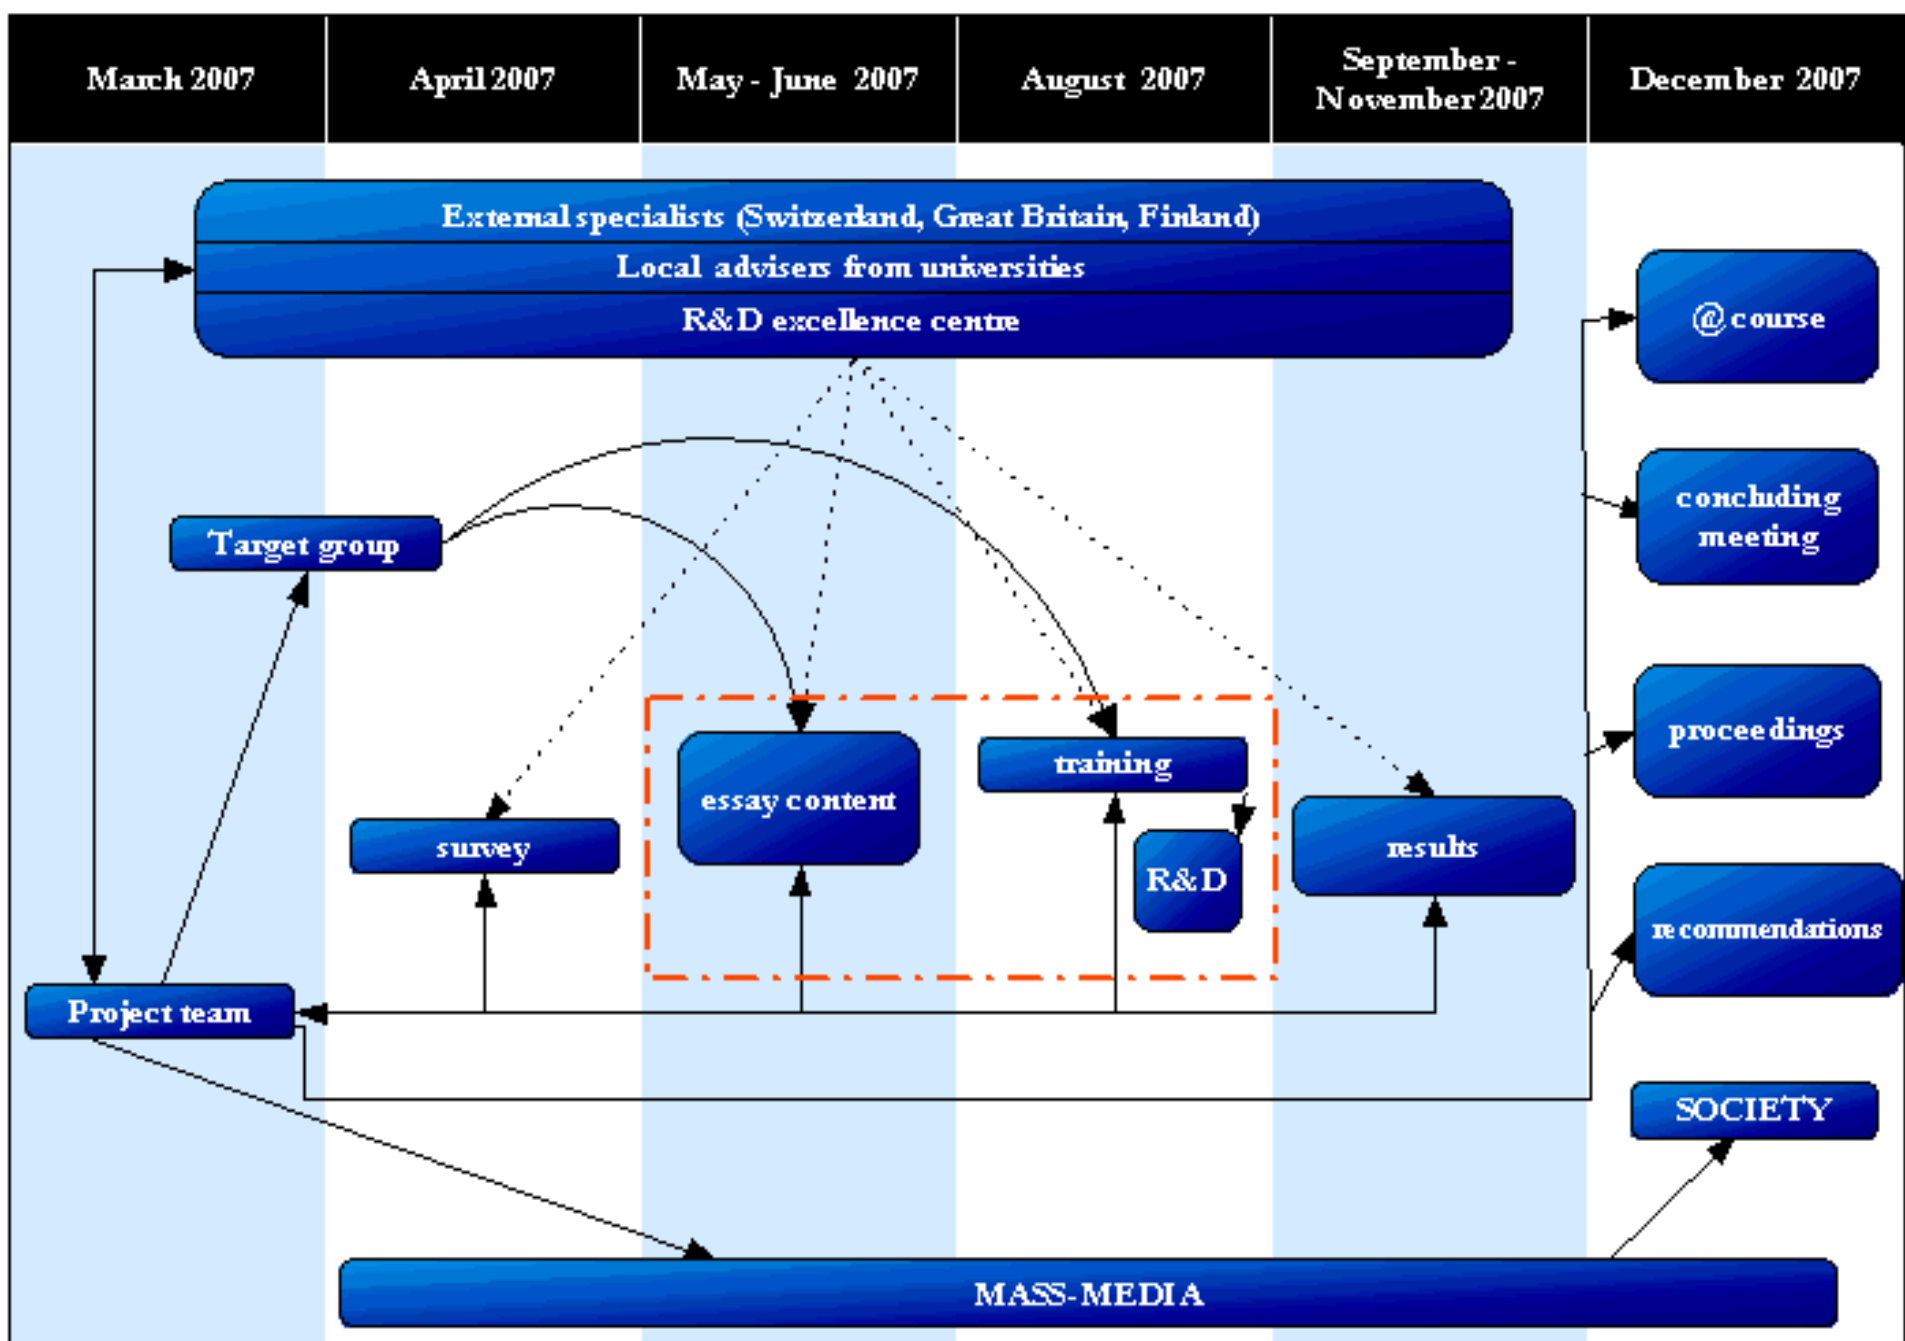 March 2007
April 2007
May - June 2007
August 2007
September -
November 2007
December 2007
External specialists (Switzerland, Great Britain, Finland)
Local advisers from universities
R&D excellence centre
@ course
concluding
meeting
Target group
proceedings
training
essay content
survey
R&D
results
recommendations
Project team
SOCIETY
MASS-MEDIA